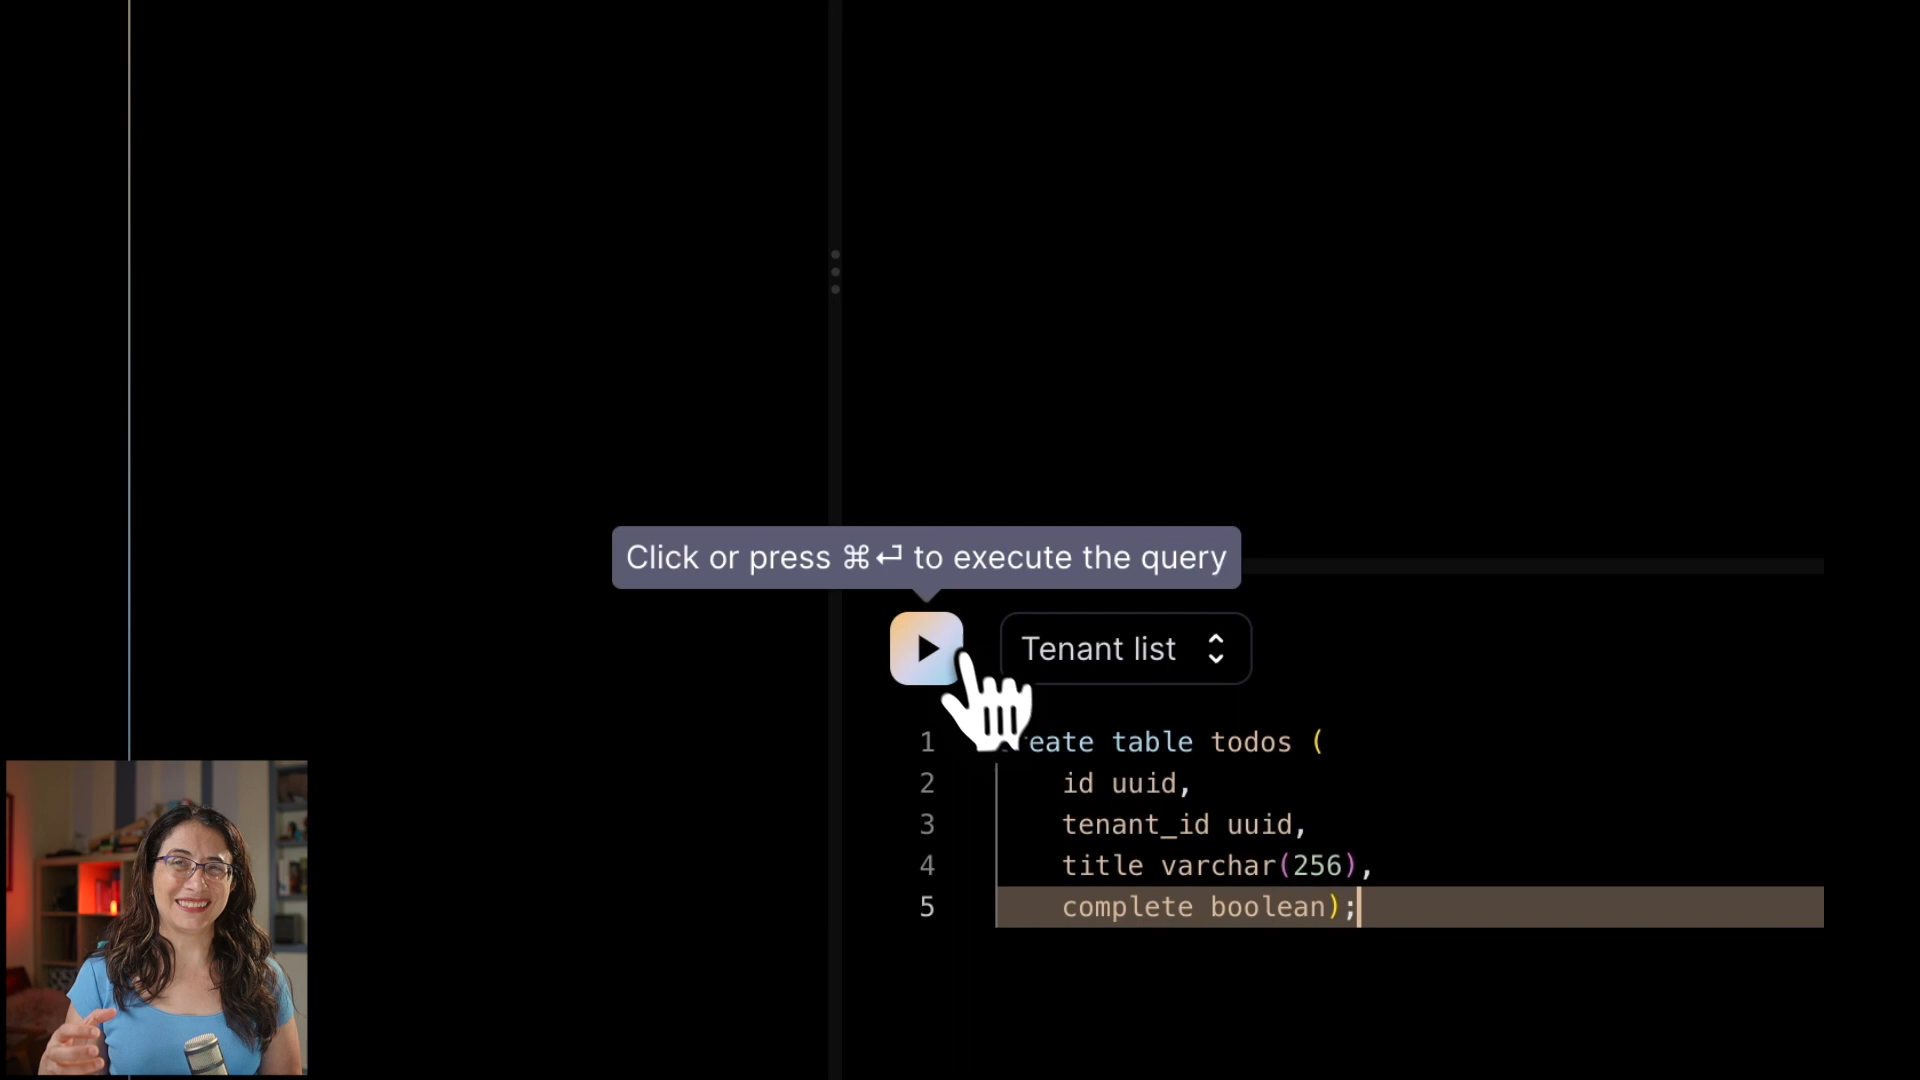 Click or press ⌘⏎ to execute the query
Tenant list
1 eate table todos (
2 id uuid,
3 tenant_id uuid,
4 title varchar(256),
5 complete boolean);